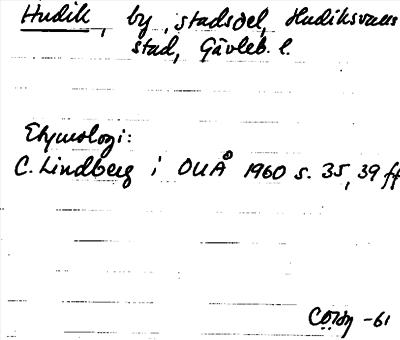 Hudik, by, stadsdel, Hudiksvalls
stad, Gävleb. l.
Etymologi:
C. Lindberg i OUÅ 1960 s. 35, 39 ff
-61